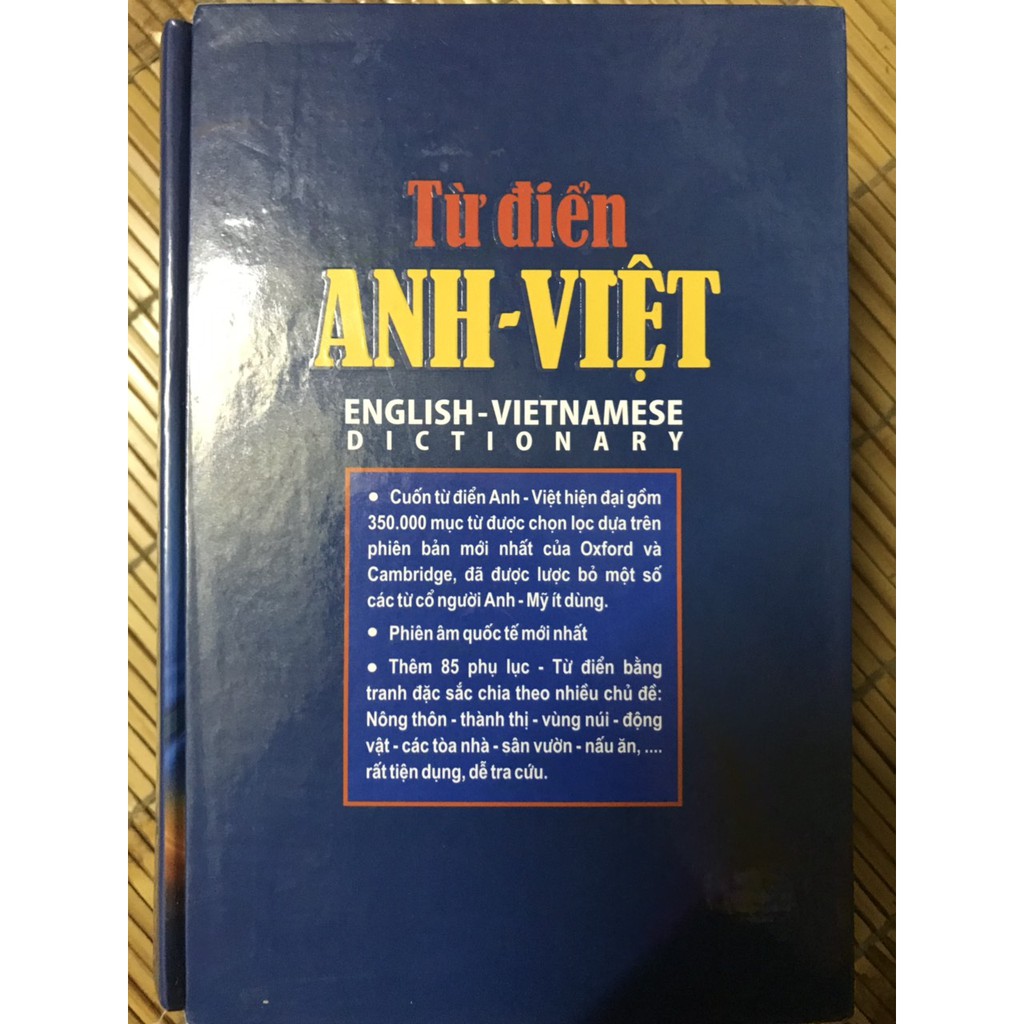 Từ điển
ANH-VIỆT
ENGLISH-VIETNAMESE
DICTIONARY
• Cuốn từ điển Anh - Việt hiện đại gồm
350.000 mục từ được chọn lọc dựa trên
phiên bản mới nhất của Oxford và
Cambridge, đã được lược bỏ một số
các từ cổ người Anh - Mỹ ít dùng.
• Phiên âm quốc tế mới nhất
• Thêm 85 phụ lục - Từ điển bằng
tranh đặc sắc chia theo nhiều chủ đề:
Nông thôn - thành thị - vùng núi - động
vật - các tòa nhà - sân vườn - nấu ăn, ....
rất tiện dụng, dễ tra cứu.